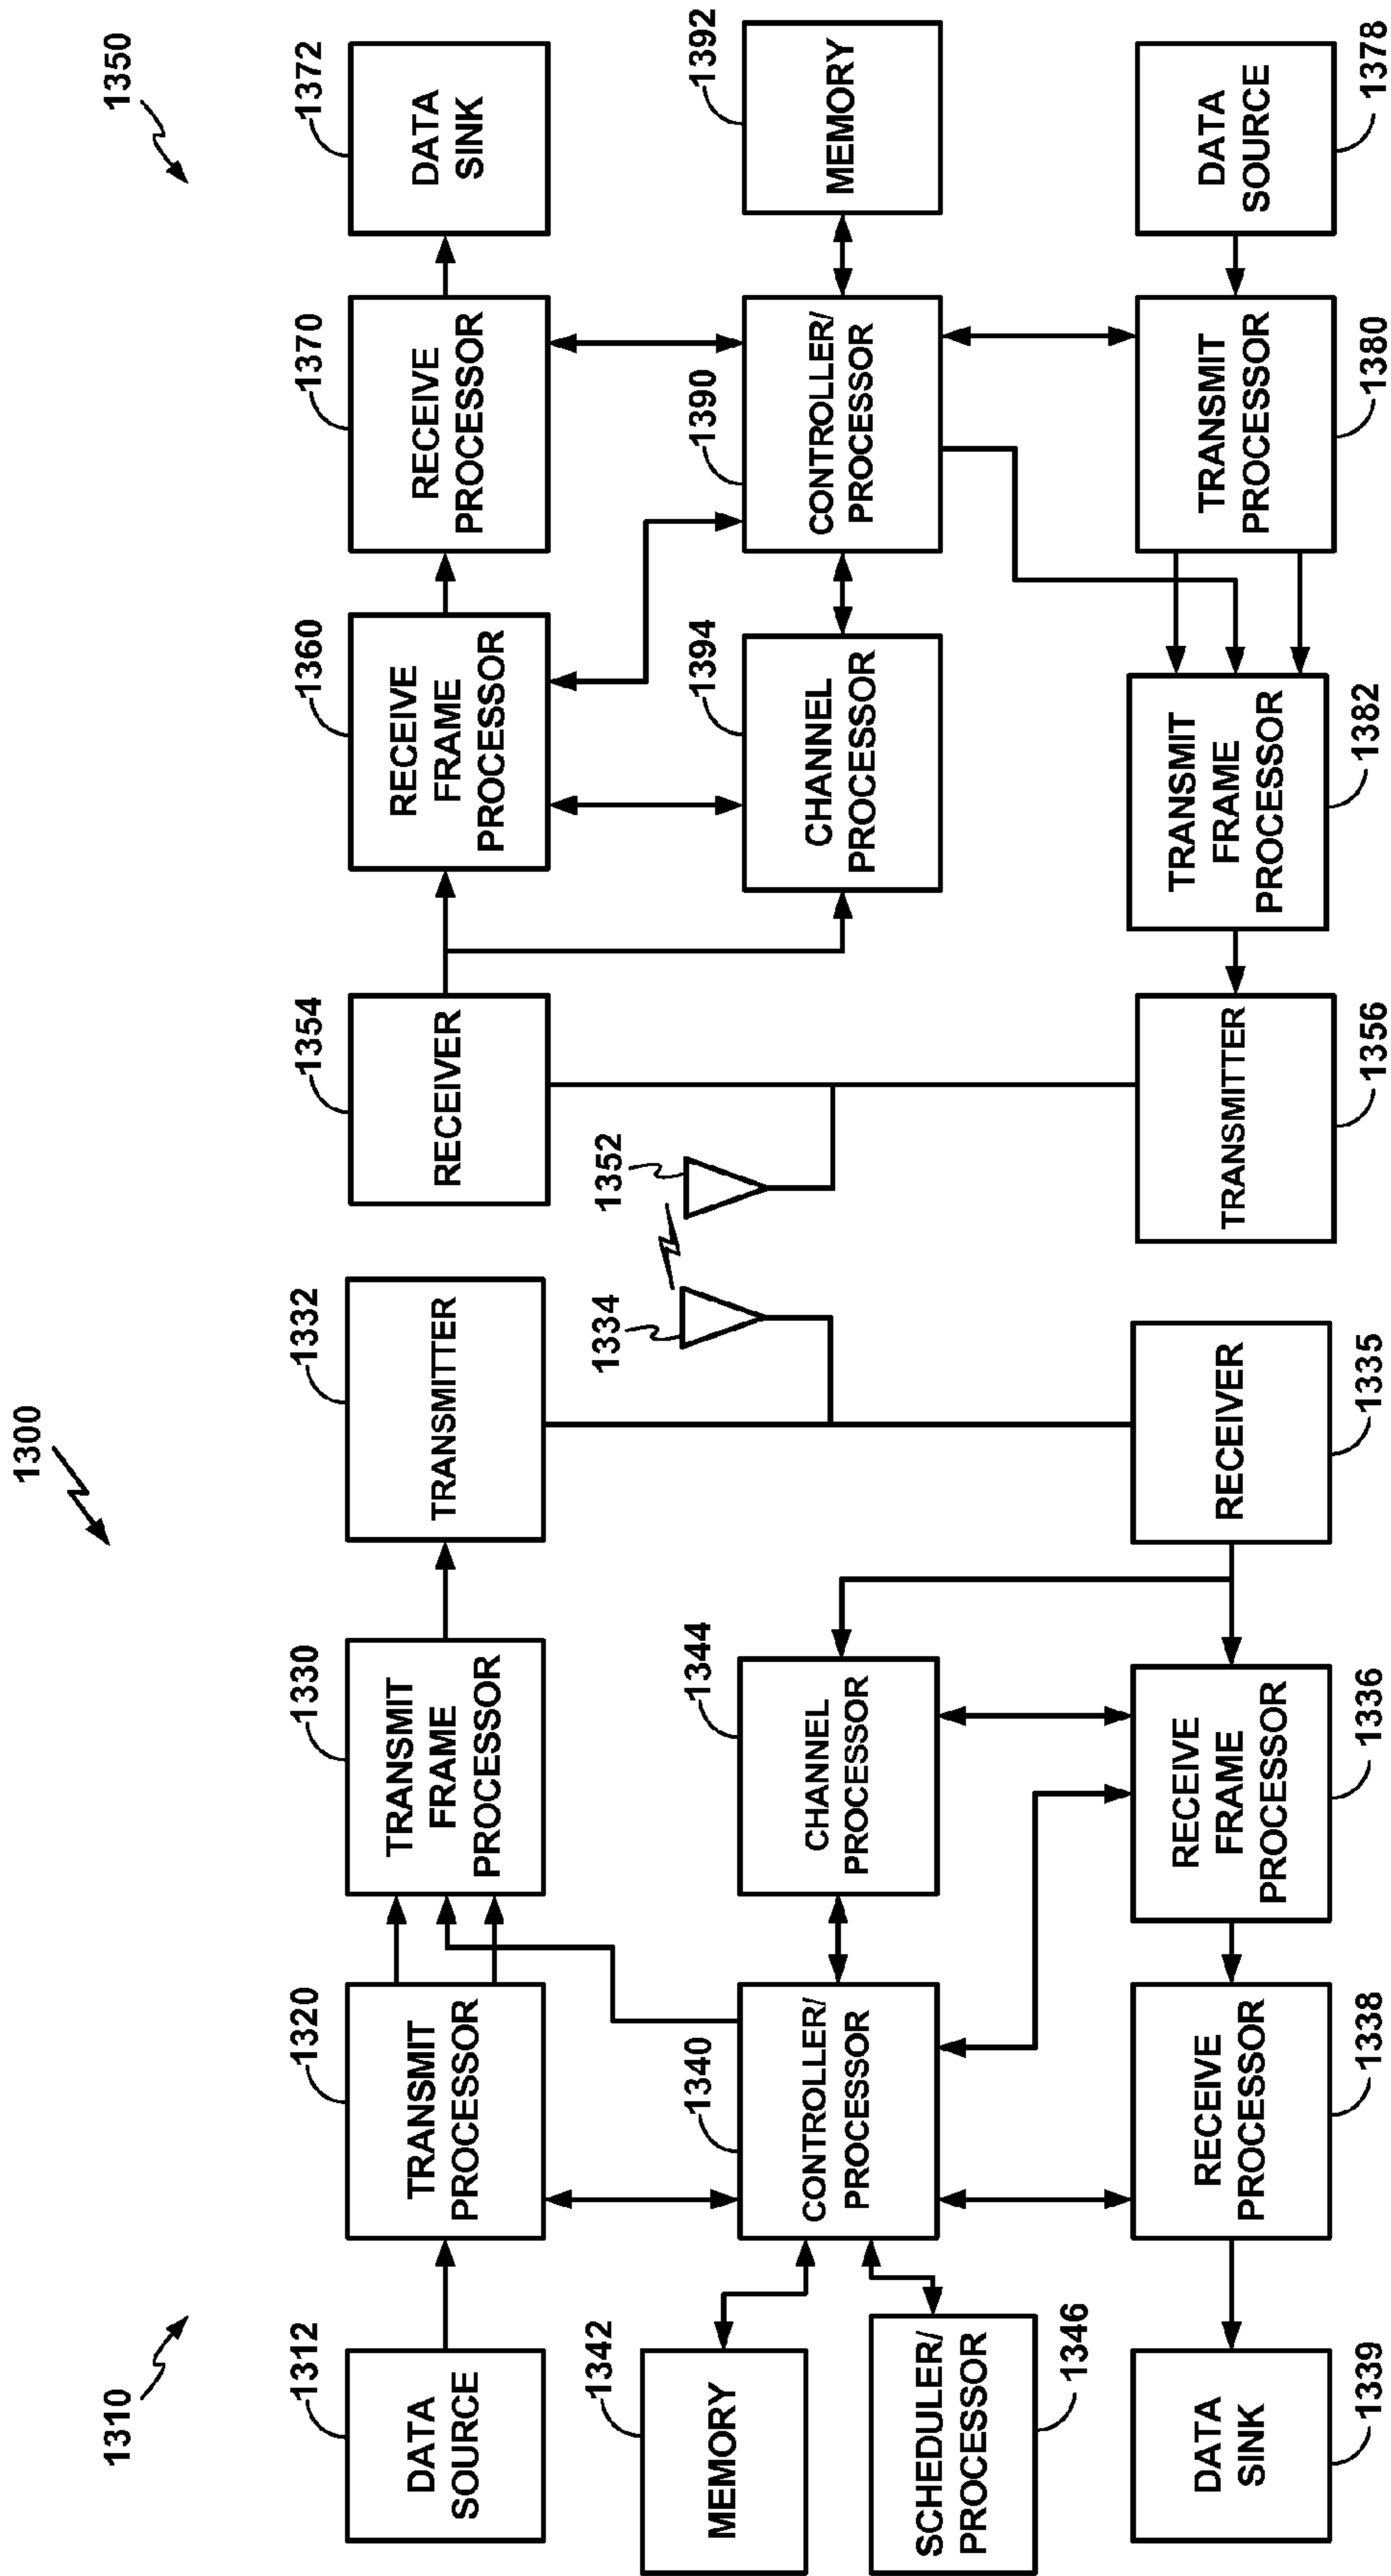 1300
1310
1350
1312
DATA
SOURCE
1320
TRANSMIT
PROCESSOR
1330
TRANSMIT
FRAME
PROCESSOR
1332
TRANSMITTER
1354
RECEIVER
1360
RECEIVE
FRAME
PROCESSOR
1370
RECEIVE
PROCESSOR
1372
DATA
SINK
1342
MEMORY
1340
CONTROLLER/
PROCESSOR
1344
CHANNEL
PROCESSOR
1334
1352
1394
CHANNEL
PROCESSOR
1390
CONTROLLER/
PROCESSOR
1392
MEMORY
SCHEDULER/
PROCESSOR
1346
DATA
SINK
1339
RECEIVE
PROCESSOR
1338
RECEIVE
FRAME
PROCESSOR
1336
RECEIVER
1335
TRANSMITTER
1356
TRANSMIT
FRAME
PROCESSOR
1382
TRANSMIT
PROCESSOR
1380
DATA
SOURCE
1378